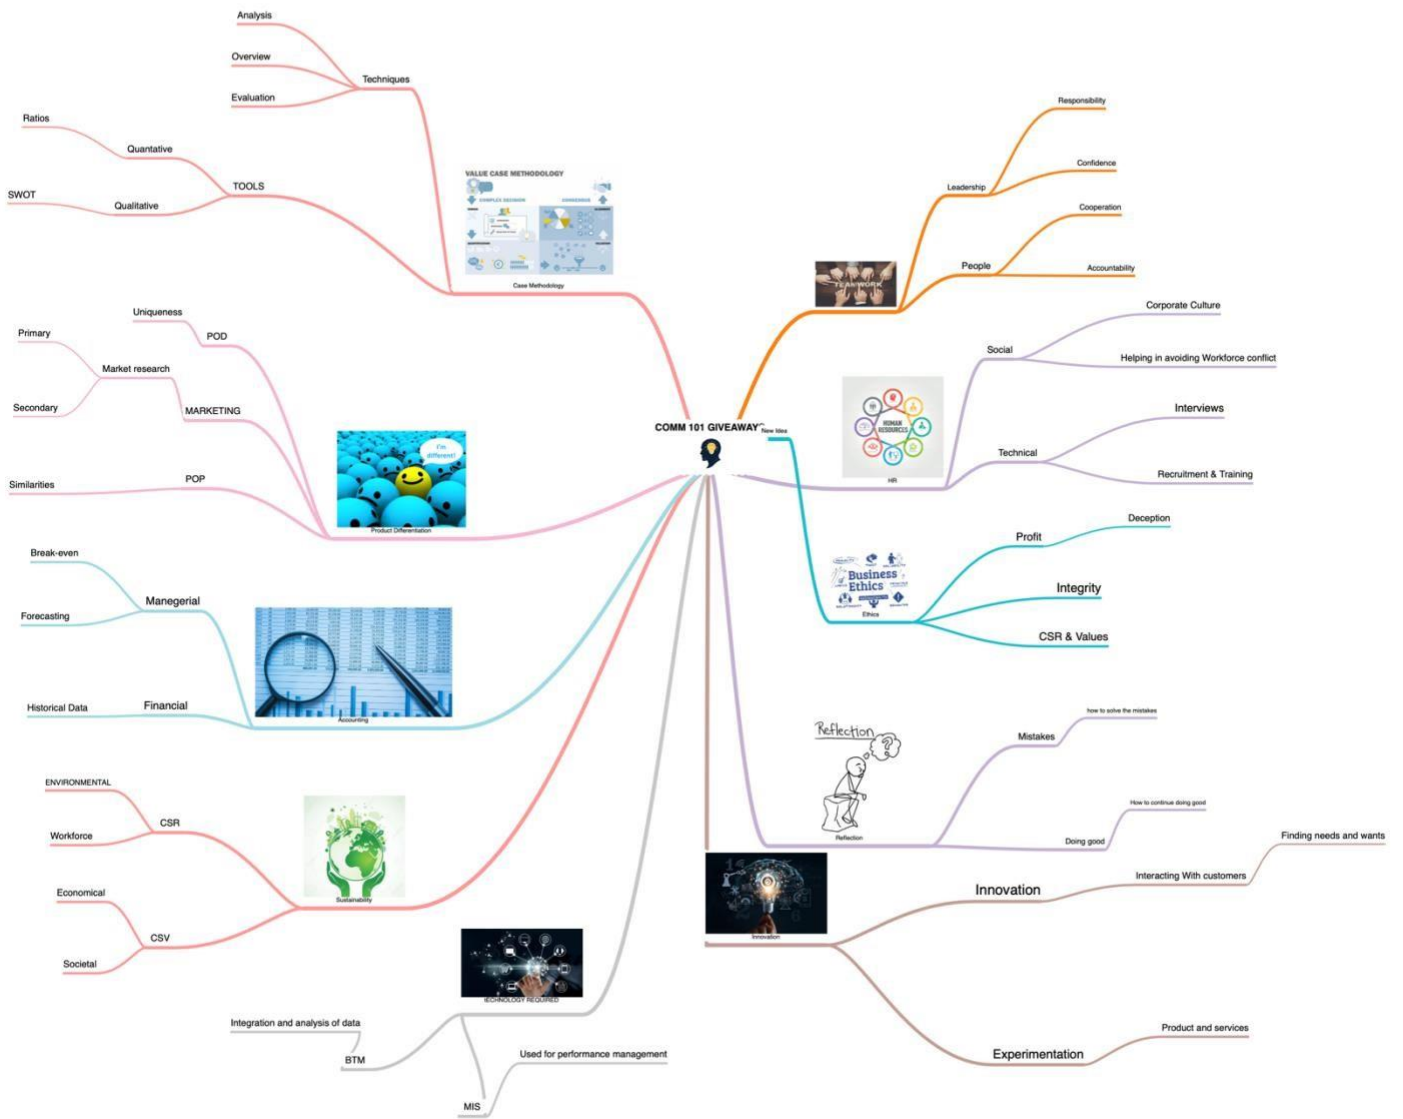 Analysis
Overview
Evaluation
Techniques
Ratios
Quantative
SWOT
Qualitative
TOOLS
VALUE CASE METHODOLOGY
COMPLEX DECISION
CONSENSUS
Case Methodology
Uniqueness
POD
Primary
Market research
Secondary
MARKETING
Similarities
POP
I'm
different!
Product Differentiation
Break-even
Manegerial
Forecasting
Historical Data
Financial
Accounting
ENVIRONMENTAL
CSR
Workforce
Economical
CSV
Societal
Sustainability
tECHNOLOGY REQUIRED
Integration and analysis of data
BTM
Used for performance management
MIS
COMM 101 GIVEAWAYS
New Idea
Responsibility
Confidence
Leadership
Cooperation
People
Accountability
TEAMWORK
Corporate Culture
Social
Helping in avoiding Workforce conflict
HUMAN
RESOURCES
HR
Interviews
Technical
Recruitment & Training
Deception
Profit
Integrity
CSR & Values
Business
Ethics
Ethics
how to solve the mistakes
Mistakes
Reflection
?
Reflection
How to continue doing good
Doing good
Finding needs and wants
Interacting With customers
Innovation
Innovation
Product and services
Experimentation